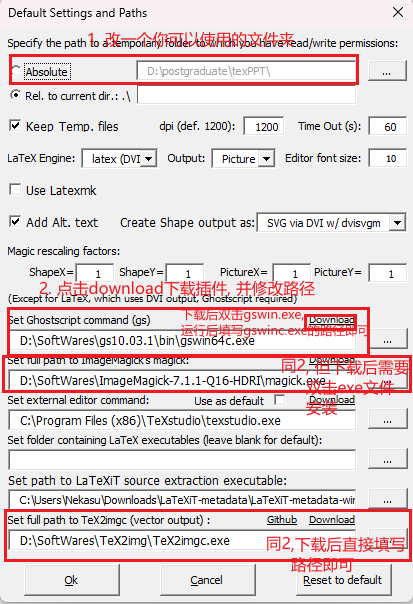 Default Settings and Paths
Specify the path to a temporary folder to which you have read/write permissions:
1. 改一个你可以使用的文件夹
Absolute
D:\postgraduate\texPPT\
...
Rel. to current dir.: .\
Keep Temp. files
dpi (def. 1200):
1200
Time Out (s):
60
LaTeX Engine:
latex (DVI
Output:
Picture
Editor font size:
10
Use Latexmk
Add Alt. text
Create Shape output as:
SVG via DVI w/ dvisvgm
Magic rescaling factors:
ShapeX=
1
ShapeY=
1
PictureX=
1
PictureY=
1
2. 点击download下载插件, 并修改路径
(Except for LaTeX, which uses DVI output, Ghostscript required)
Set Ghostscript command (gs)
Download
下载后双击gswin.exe,
运行后填写gswinc.exe的路径即可
D:\SoftWares\gs10.03.1\bin\gswin64c.exe
...
Set full path to ImageMagick's magick:
Download
同2, 但下载后需要
双击exe文件
安装
D:\SoftWares\ImageMagick-7.1.1-Q16-HDRI\magick.exe
...
Set external editor command:
Use as default
Download
C:\Program Files (x86)\TeXstudio\texstudio.exe
...
Set folder containing LaTeX executables (leave blank for default):
...
Set path to LaTeXiT source extraction executable:
C:\Users\Nekasu\Downloads\LaTeXiT-metadata\LaTeXiT-metadata-win
...
Set full path to TeX2imgc (vector output) :
Github
Download
D:\SoftWares\TeX2img\TeX2imgc.exe
...
同2,下载后直接填写
路径即可
Ok
Cancel
Reset to default